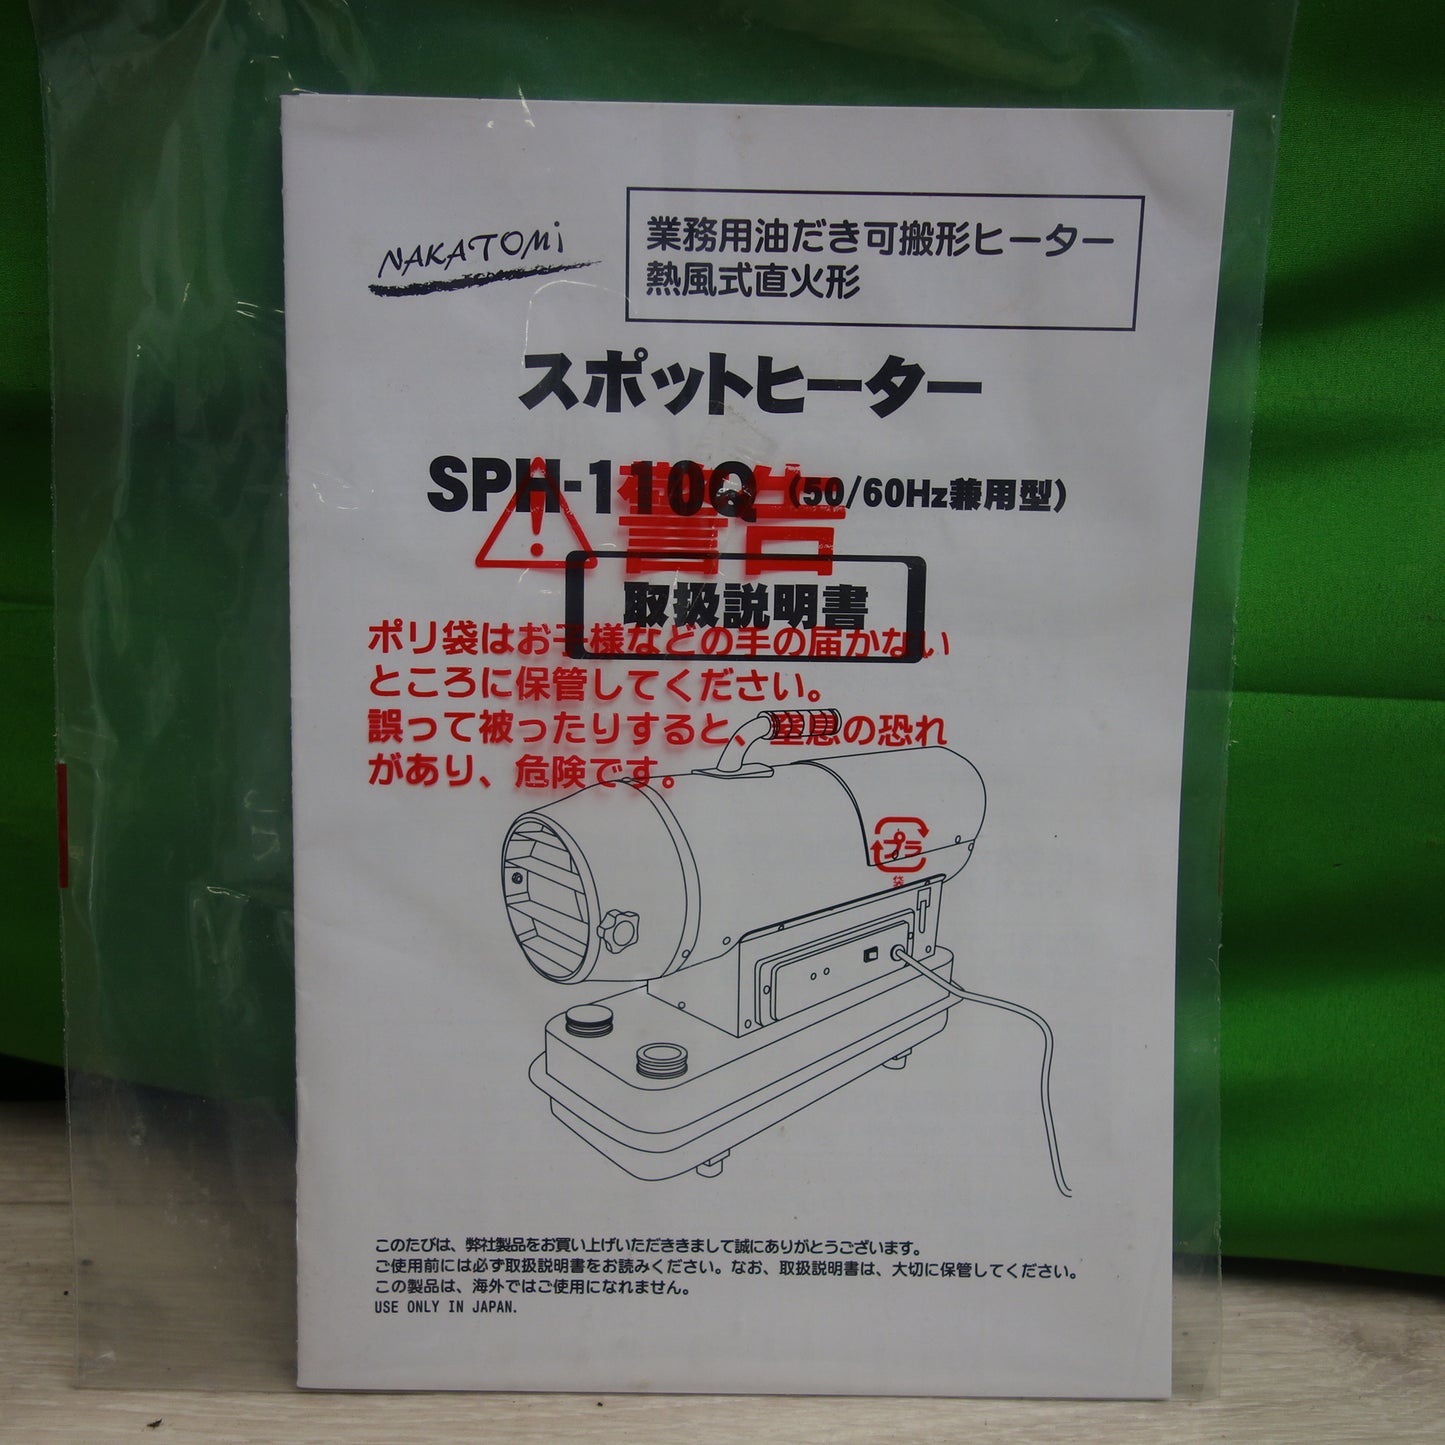 NAKATOMi
業務用油だき可搬形ヒーター
熱風式直火形
スポットヒーター
SPH-110Q (50/60Hz兼用型)
警告
取扱説明書
ポリ袋はお子様などの手の届かない
ところに保管してください。
誤って被ったりすると、窒息の恐れ
があり、危険です。
プラ
袋
このたびは、弊社製品をお買い上げいただききまして誠にありがとうございます。
ご使用前には必ず取扱説明書をお読みください。なお、取扱説明書は、大切に保管してください。
この製品は、海外ではご使用になれません。
USE ONLY IN JAPAN.